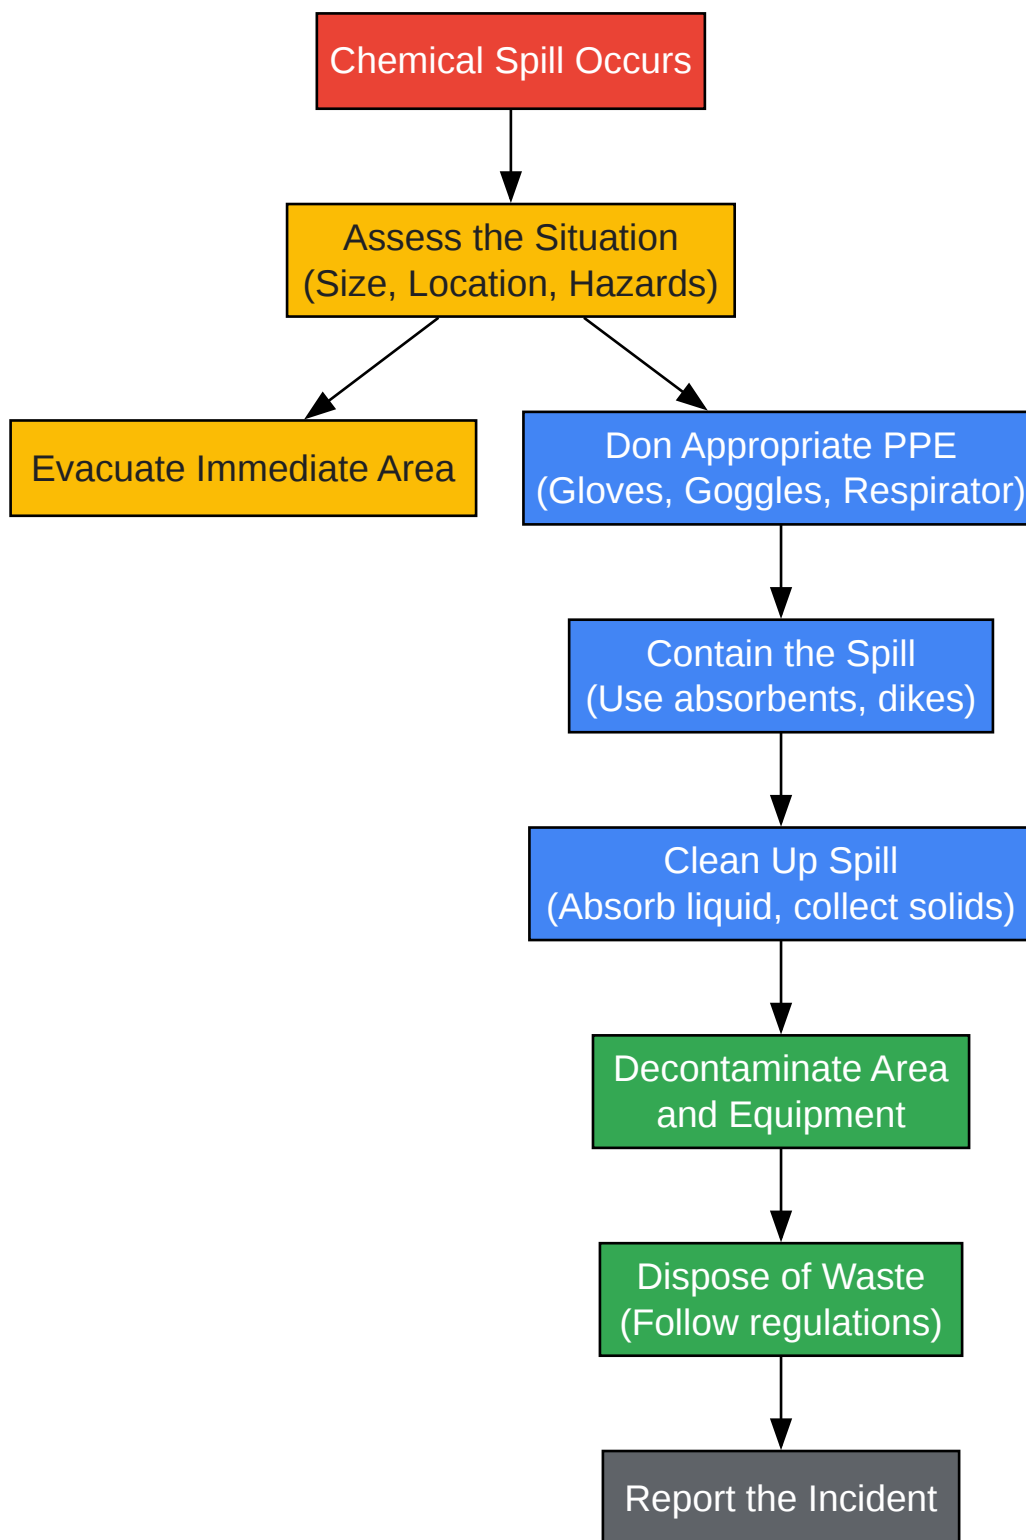 Chemical Spill Occurs
Assess the Situation
(Size, Location, Hazards)
Evacuate Immediate Area
Don Appropriate PPE
(Gloves, Goggles, Respirator)
Contain the Spill
(Use absorbents, dikes)
Clean Up Spill
(Absorb liquid, collect solids)
Decontaminate Area
and Equipment
Dispose of Waste
(Follow regulations)
Report the Incident